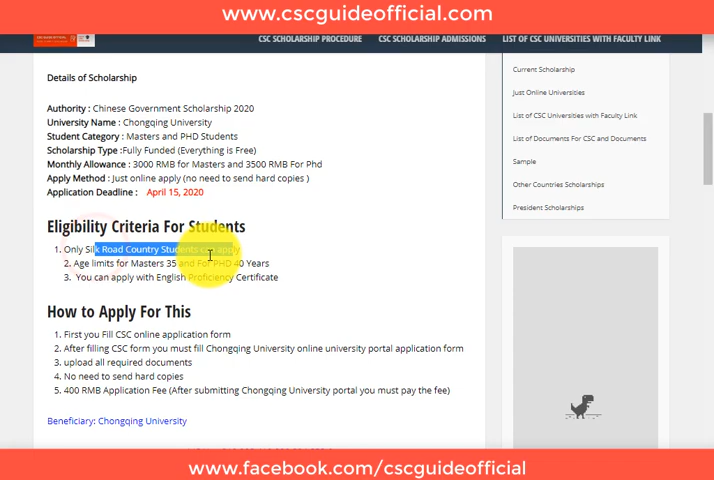 www.cscguideofficial.com
CSC SCHOLARSHIP PROCEDURE CSC SCHOLARSHIP ADMISSIONS LIST OF CSC UNIVERSITIES WITH FACULTY LINK
Details of Scholarship
Authority : Chinese Government Scholarship 2020
University Name : Chongqing University
Student Category : Masters and PHD Students
Scholarship Type :Fully Funded (Everything is Free)
Monthly Allowance : 3000 RMB for Masters and 3500 RMB For Phd
Apply Method : Just online apply (no need to send hard copies )
Application Deadline : April 15, 2020
Eligibility Criteria For Students
1. Only Silk Road Country Students can apply
2. Age limits for Masters 35 and For PHD 40 Years
3. You can apply with English Proficiency Certificate
How to Apply For This
1. First you Fill CSC online application form
2. After filling CSC form you must fill Chongqing University online university portal application form
3. upload all required documents
4. No need to send hard copies
5. 400 RMB Application Fee (After submitting Chongqing University portal you must pay the fee)
Beneficiary: Chongqing University
Current Scholarship
Just Online Universities
List of CSC Universities with Faculty Link
List of Documents For CSC and Documents
Sample
Other Countries Scholarships
President Scholarships
www.facebook.com/cscguideofficial